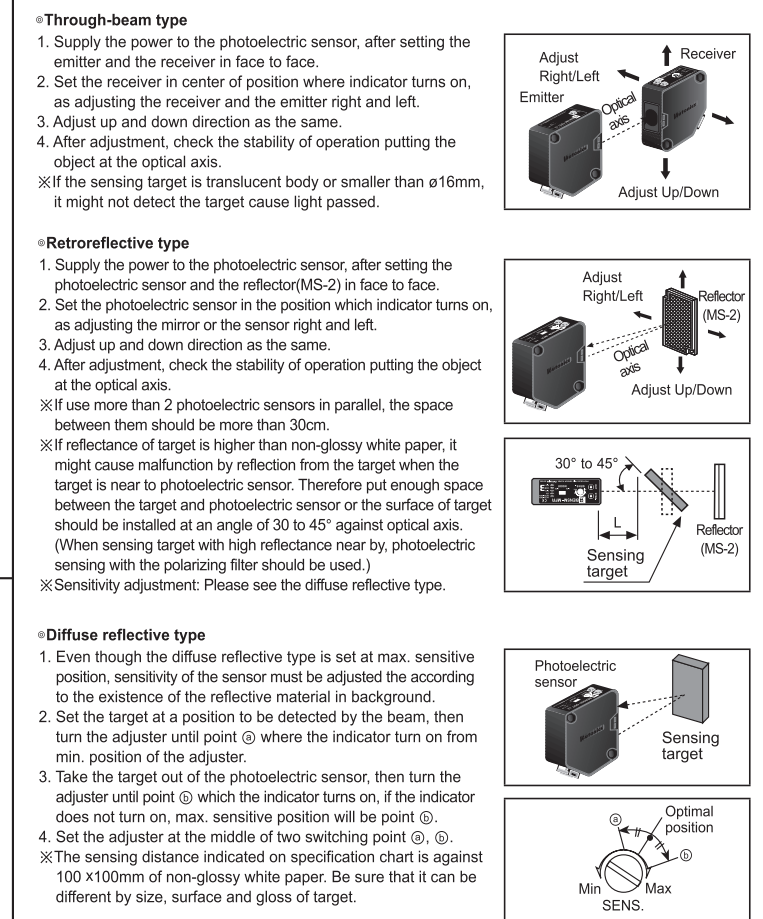 ◎Through-beam type
1. Supply the power to the photoelectric sensor, after setting the
emitter and the receiver in face to face.
2. Set the receiver in center of position where indicator turns on,
as adjusting the receiver and the emitter right and left.
3. Adjust up and down direction as the same.
4. After adjustment, check the stability of operation putting the
object at the optical axis.
※If the sensing target is translucent body or smaller than ø16mm,
it might not detect the target cause light passed.
Adjust
Right/Left
Receiver
Emitter
Optical
axis
Adjust Up/Down
◎Retroreflective type
1. Supply the power to the photoelectric sensor, after setting the
photoelectric sensor and the reflector(MS-2) in face to face.
2. Set the photoelectric sensor in the position which indicator turns on,
as adjusting the mirror or the sensor right and left.
3. Adjust up and down direction as the same.
4. After adjustment, check the stability of operation putting the object
at the optical axis.
※If use more than 2 photoelectric sensors in parallel, the space
between them should be more than 30cm.
※If reflectance of target is higher than non-glossy white paper, it
might cause malfunction by reflection from the target when the
target is near to photoelectric sensor. Therefore put enough space
between the target and photoelectric sensor or the surface of target
should be installed at an angle of 30 to 45° against optical axis.
(When sensing target with high reflectance near by, photoelectric
sensing with the polarizing filter should be used.)
※Sensitivity adjustment: Please see the diffuse reflective type.
Adjust
Right/Left
Reflector
(MS-2)
Optical
axis
Adjust Up/Down
30° to 45°
L
Sensing
target
Reflector
(MS-2)
◎Diffuse reflective type
1. Even though the diffuse reflective type is set at max. sensitive
position, sensitivity of the sensor must be adjusted the according
to the existence of the reflective material in background.
2. Set the target at a position to be detected by the beam, then
turn the adjuster until point ⓐ where the indicator turn on from
min. position of the adjuster.
3. Take the target out of the photoelectric sensor, then turn the
adjuster until point ⓑ which the indicator turns on, if the indicator
does not turn on, max. sensitive position will be point ⓑ.
4. Set the adjuster at the middle of two switching point ⓐ, ⓑ.
※The sensing distance indicated on specification chart is against
100 ×100mm of non-glossy white paper. Be sure that it can be
different by size, surface and gloss of target.
Photoelectric
sensor
Sensing
target
ⓐ
Optimal
position
ⓑ
Min
Max
SENS.